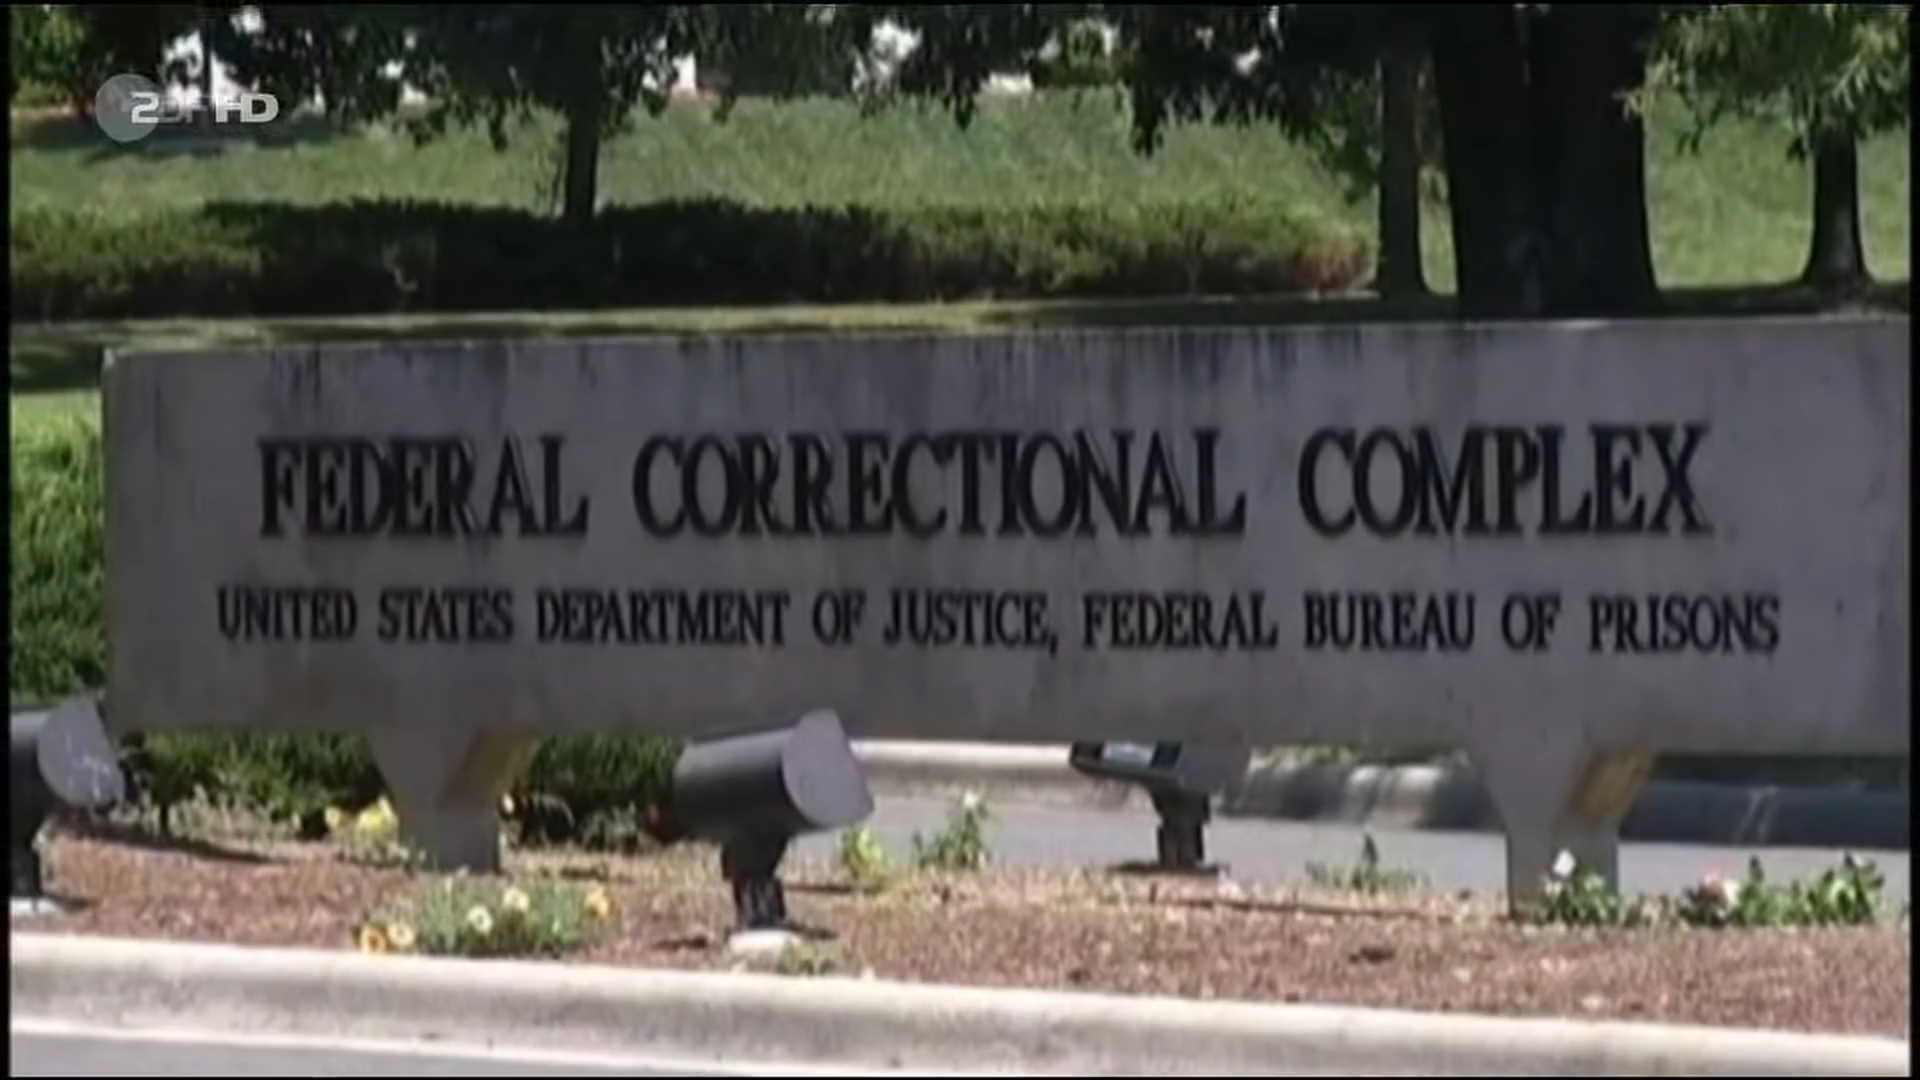 ZDF HD
FEDERAL CORRECTIONAL COMPLEX
UNITED STATES DEPARTMENT OF JUSTICE, FEDERAL BUREAU OF PRISONS